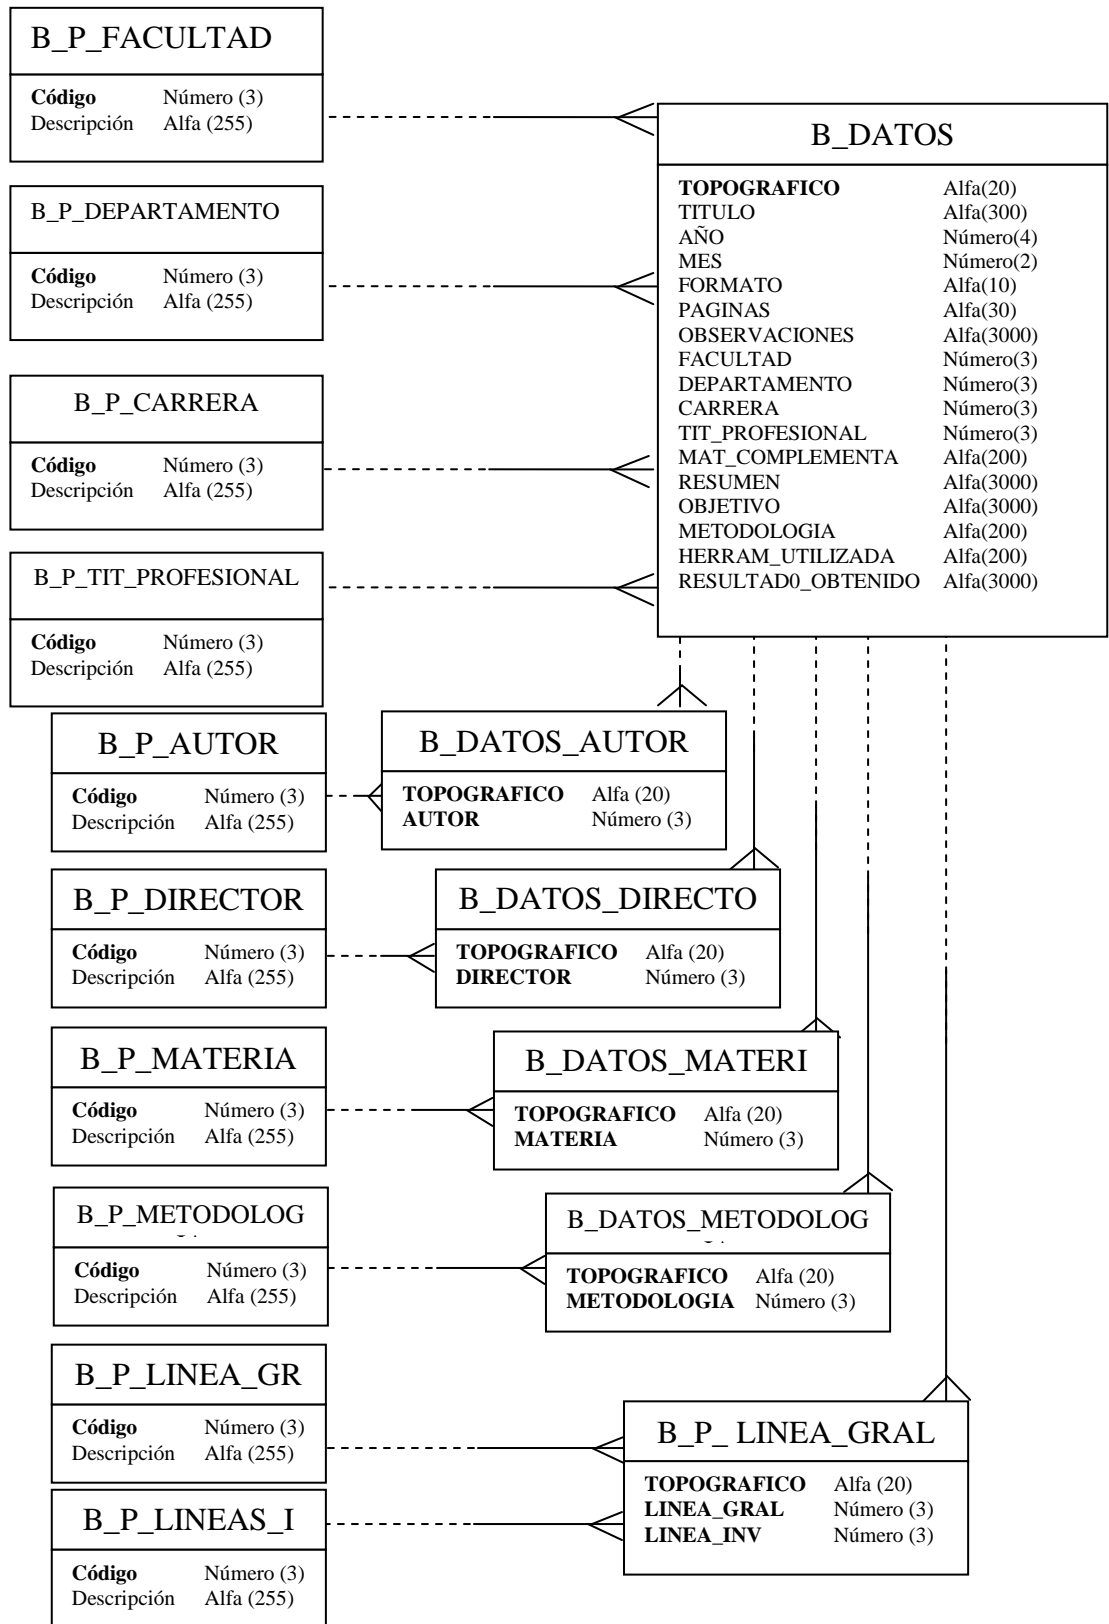 B_P_FACULTAD
Código Número (3)
Descripción Alfa (255)
B_P_DEPARTAMENTO
Código Número (3)
Descripción Alfa (255)
B_P_CARRERA
Código Número (3)
Descripción Alfa (255)
B_P_TIT_PROFESIONAL
Código Número (3)
Descripción Alfa (255)
B_DATOS
TOPOGRAFICO Alfa(20)
TITULO Alfa(300)
AÑO Número(4)
MES Número(2)
FORMATO Alfa(10)
PAGINAS Alfa(30)
OBSERVACIONES Alfa(3000)
FACULTAD Número(3)
DEPARTAMENTO Número(3)
CARRERA Número(3)
TIT_PROFESIONAL Número(3)
MAT_COMPLEMENTA Alfa(200)
RESUMEN Alfa(3000)
OBJETIVO Alfa(3000)
METODOLOGIA Alfa(200)
HERRAM_UTILIZADA Alfa(200)
RESULTAD0_OBTENIDO Alfa(3000)
B_P_AUTOR
Código Número (3)
Descripción Alfa (255)
B_DATOS_AUTOR
TOPOGRAFICO Alfa (20)
AUTOR Número (3)
B_P_DIRECTOR
Código Número (3)
Descripción Alfa (255)
B_DATOS_DIRECTO
TOPOGRAFICO Alfa (20)
DIRECTOR Número (3)
B_P_MATERIA
Código Número (3)
Descripción Alfa (255)
B_DATOS_MATERI
TOPOGRAFICO Alfa (20)
MATERIA Número (3)
B_P_METODOLOG
Código Número (3)
Descripción Alfa (255)
B_DATOS_METODOLOG
TOPOGRAFICO Alfa (20)
METODOLOGIA Número (3)
B_P_LINEA_GR
Código Número (3)
Descripción Alfa (255)
B_P_LINEAS_I
Código Número (3)
Descripción Alfa (255)
B_P_ LINEA_GRAL
TOPOGRAFICO Alfa (20)
LINEA_GRAL Número (3)
LINEA_INV Número (3)